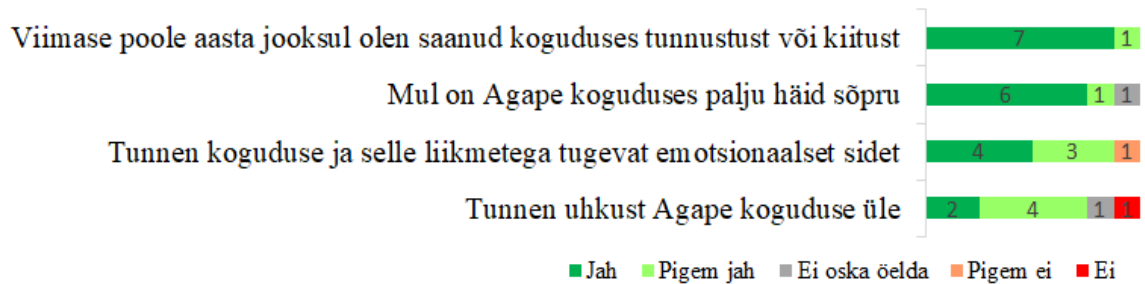 Viimase poole aasta jooksul olen saanud koguduses tunnustust või kiitust 7 1
Mul on Agape koguduses palju häid sõpru 6 1 1
Tunnen koguduse ja selle liikmetega tugevat emotsionaalset sidet 4 3 1
Tunnen uhkust Agape koguduse üle 2 4 1 1
Jah Pigem jah Ei oska öelda Pigem ei Ei